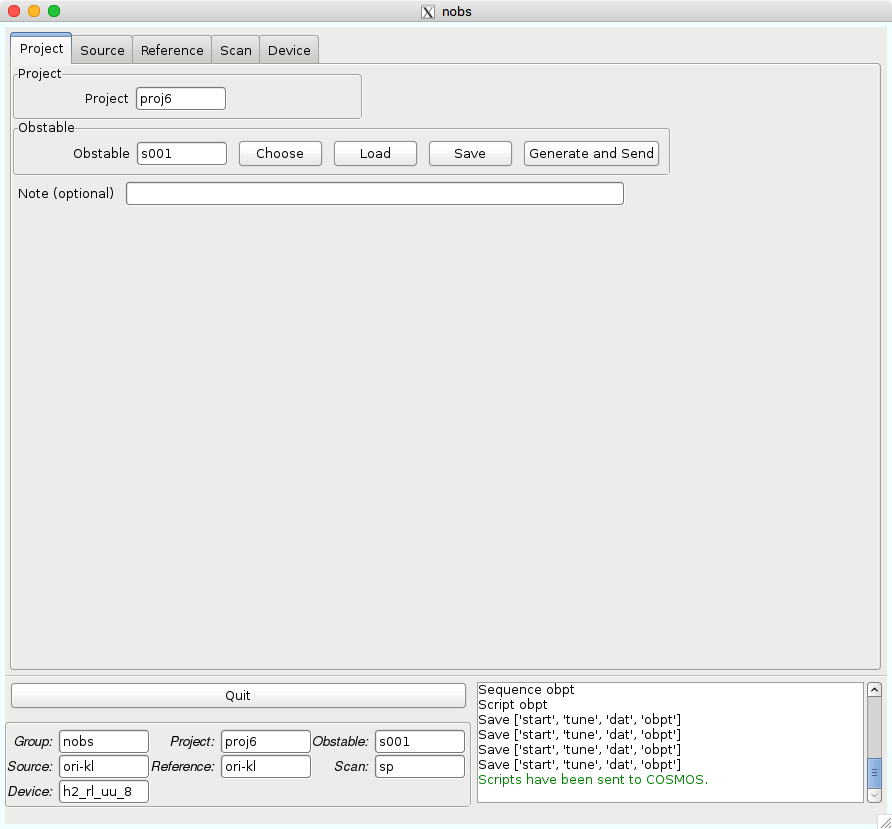 nobs
Project Source Reference Scan Device
Project
Project proj6
Obstable
Obstable s001 Choose Load Save Generate and Send
Note (optional)
Quit
Group: nobs Project: proj6 Obstable: s001
Source: ori-kl Reference: ori-kl Scan: sp
Device: h2_rl_uu_8
Sequence obpt
Script obpt
Save ['start', 'tune', 'dat', 'obpt']
Save ['start', 'tune', 'dat', 'obpt']
Save ['start', 'tune', 'dat', 'obpt']
Save ['start', 'tune', 'dat', 'obpt']
Scripts have been sent to COSMOS.